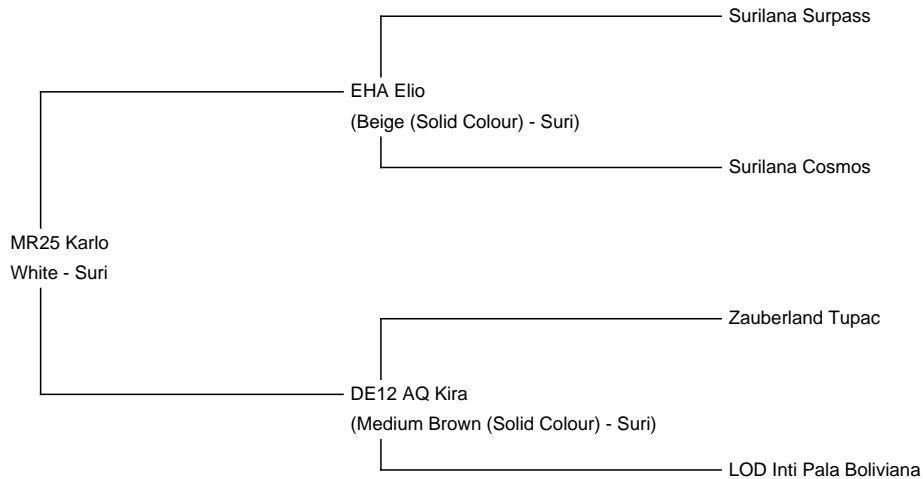 Surilana Surpass
EHA Elio
(Beige (Solid Colour) - Suri)
Surilana Cosmos
MR25 Karlo
White - Suri
Zauberland Tupac
DE12 AQ Kira
(Medium Brown (Solid Colour) - Suri)
LOD Inti Pala Boliviana